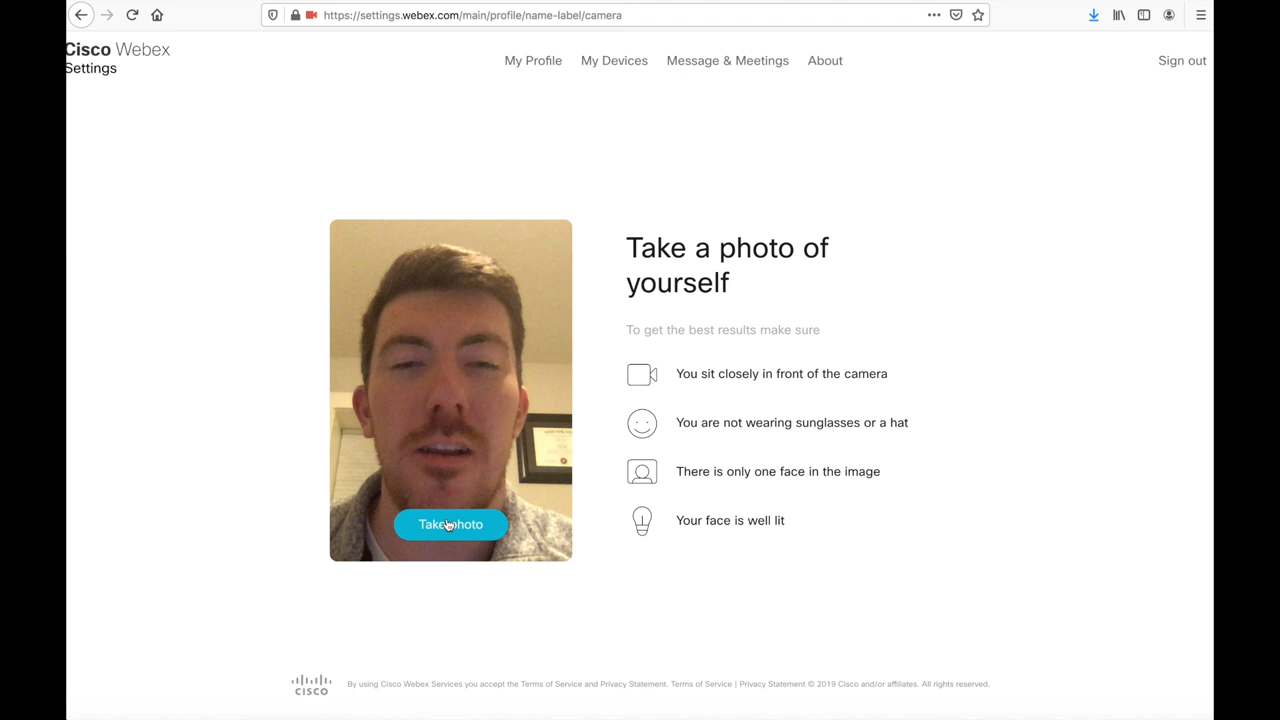 https://settings.webex.com/main/profile/name-label/camera
Cisco Webex
Settings
My Profile
My Devices
Message & Meetings
About
Sign out
Take a photo of
yourself
To get the best results make sure
You sit closely in front of the camera
You are not wearing sunglasses or a hat
There is only one face in the image
Your face is well lit
Take photo
CISCO
By using Cisco Webex Services you accept the Terms of Service and Privacy Statement. Terms of Service | Privacy Statement © 2019 Cisco and/or affiliates. All rights reserved.